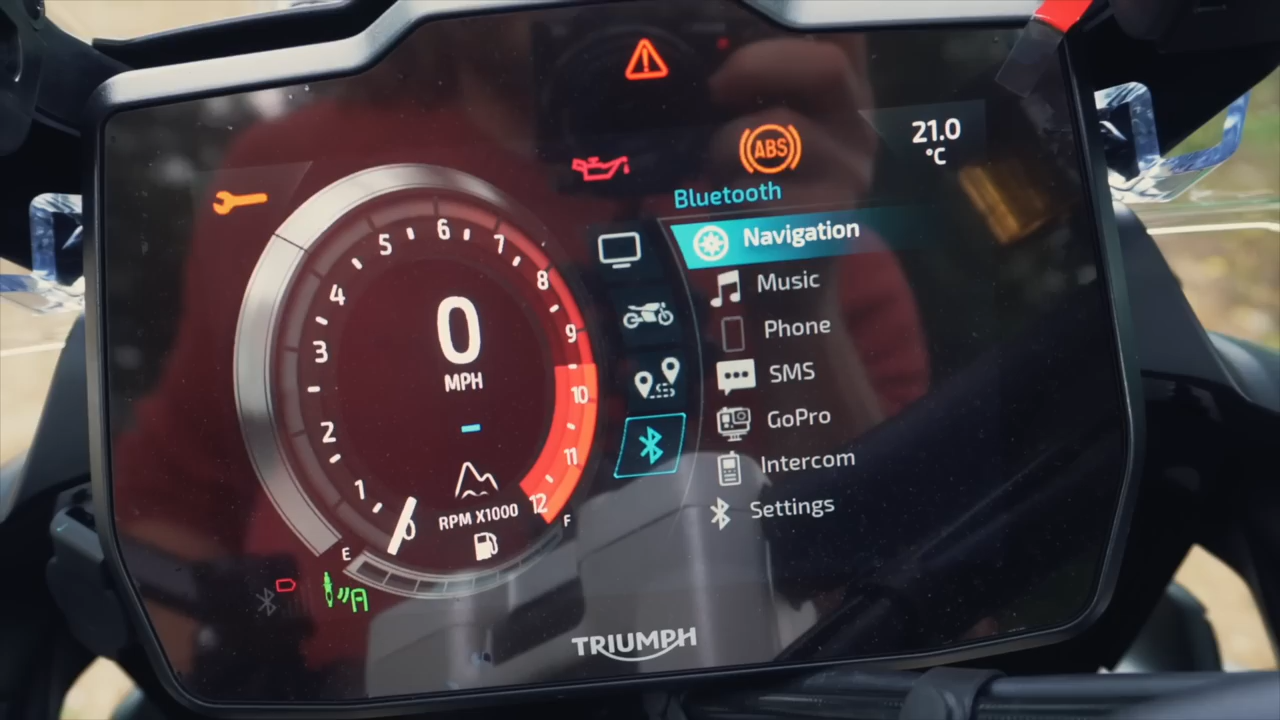 21.0
°C
ABS
Bluetooth
Navigation
Music
Phone
SMS
GoPro
Intercom
Settings
0
1
2
3
4
5
6
7
8
9
10
11
12
0
MPH
RPM X1000
E
F
TRIUMPH